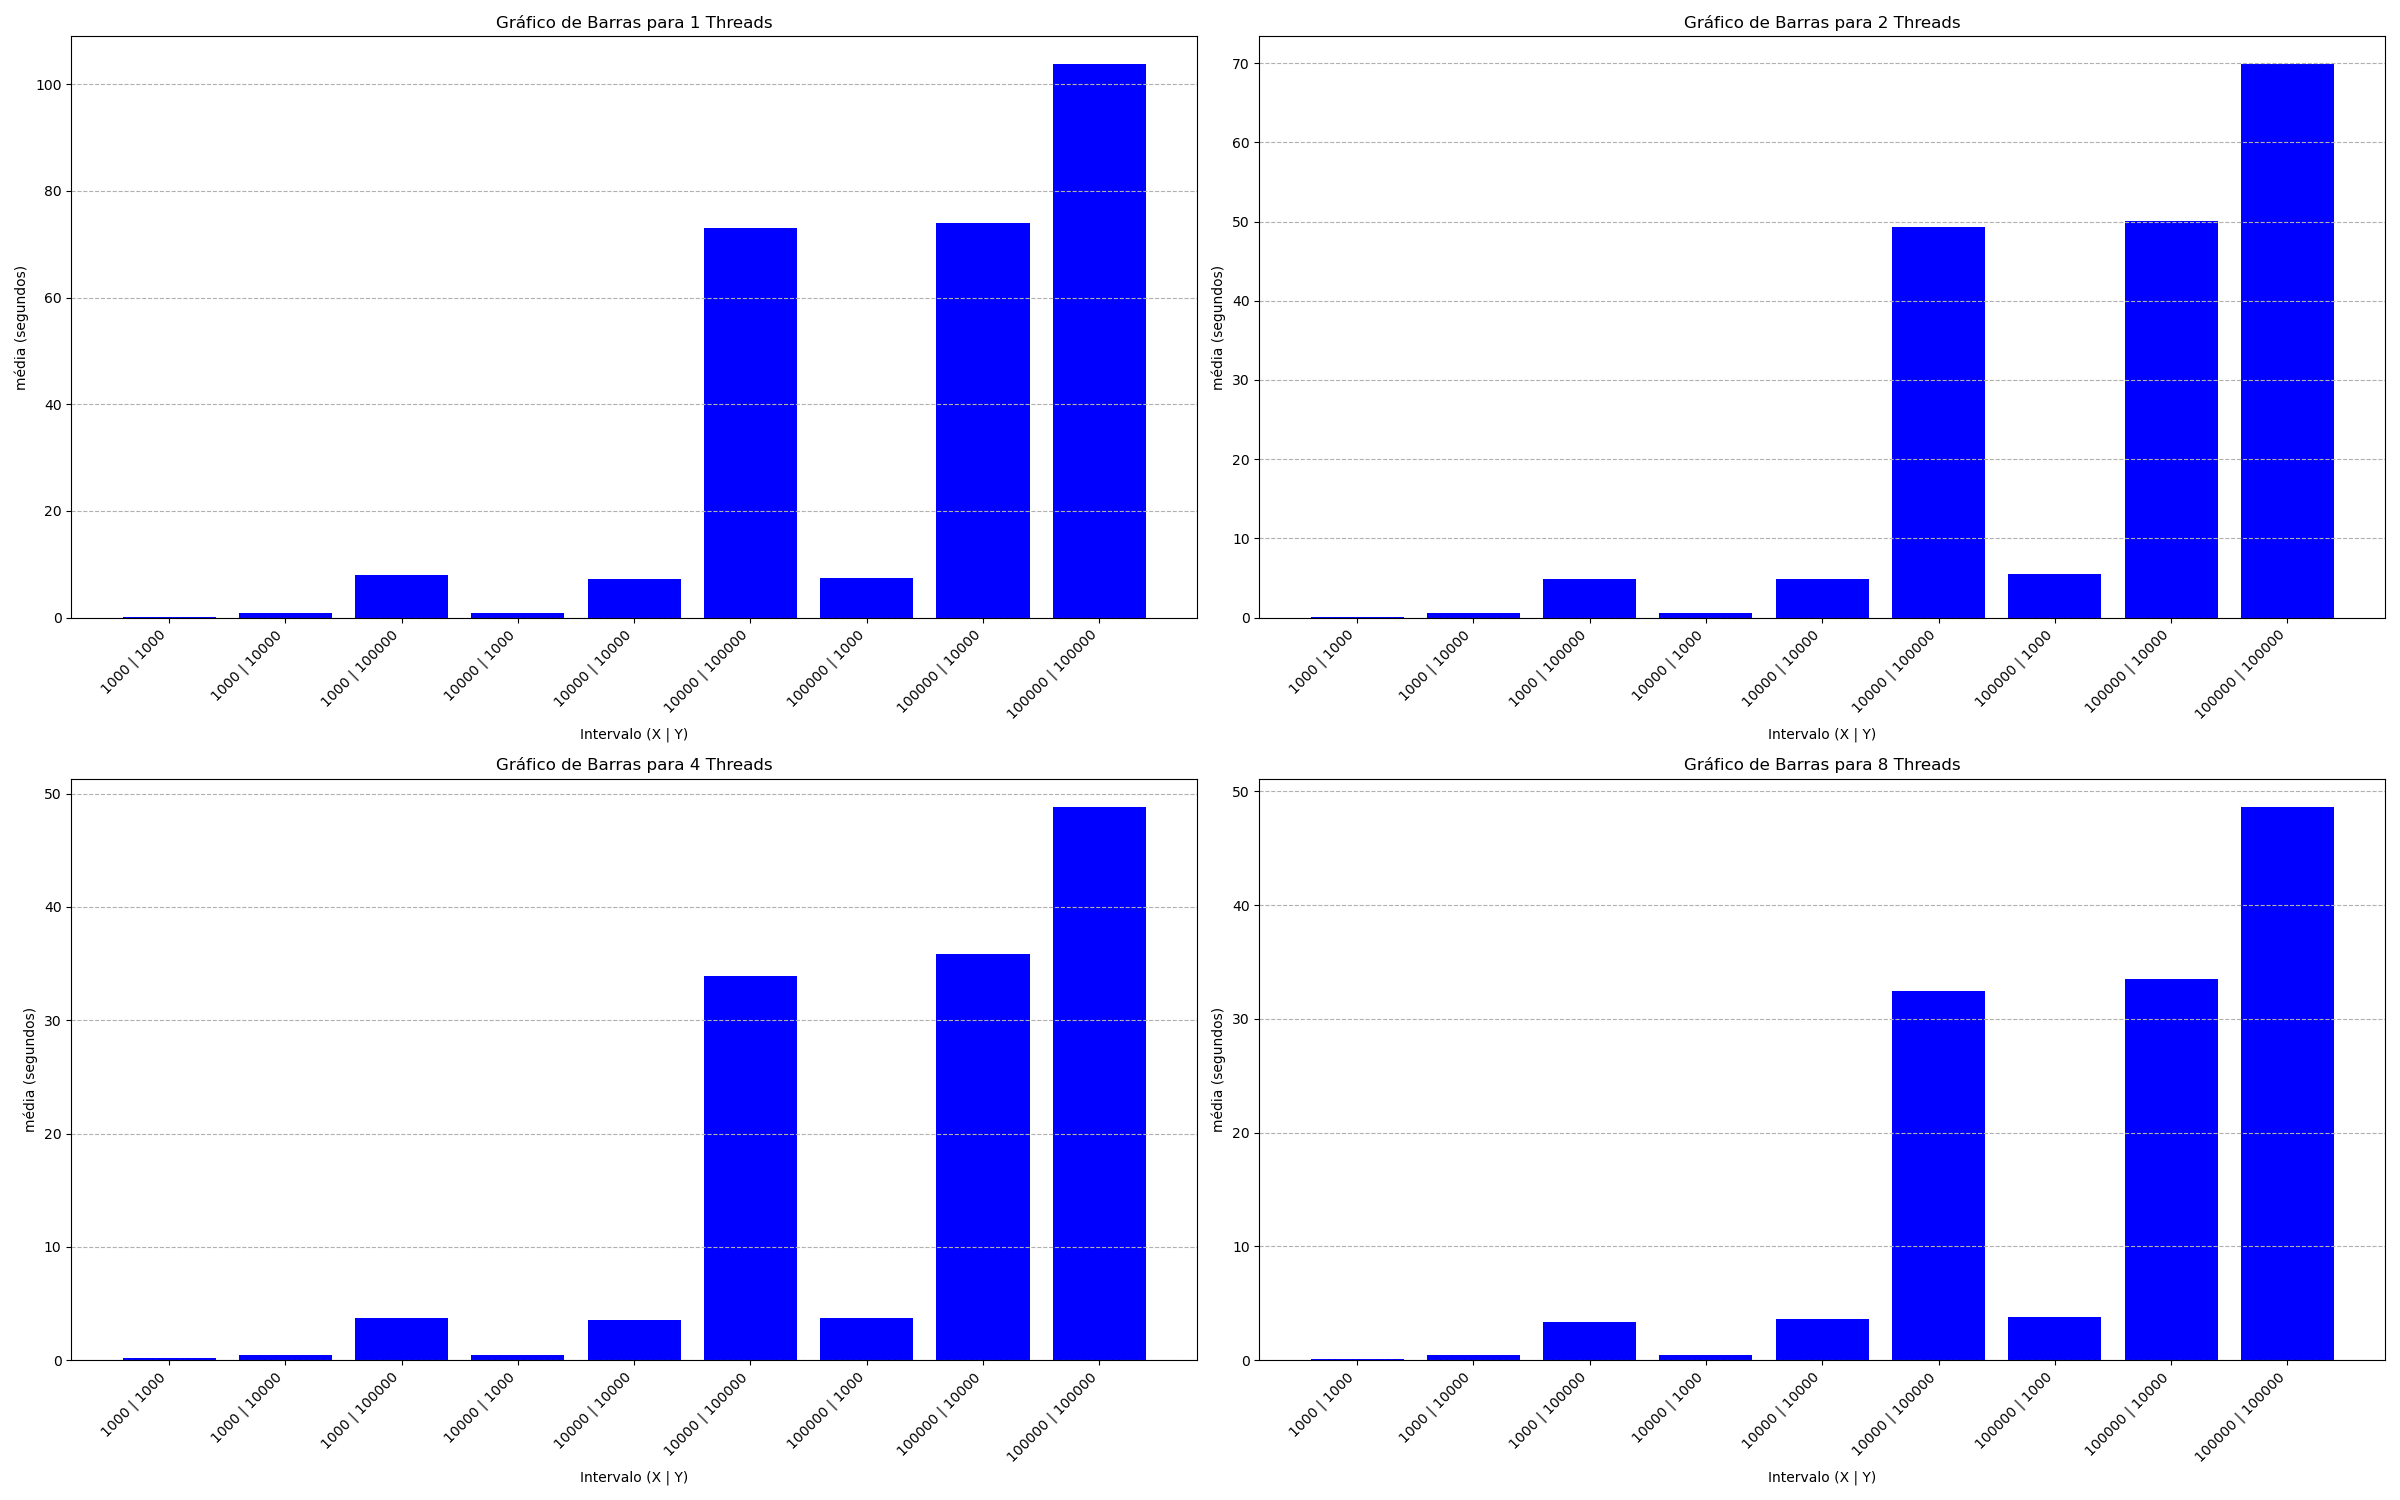 Gráfico de Barras para 1 Threads
média (segundos)
100
80
60
40
20
0
1000 | 1000
1000 | 10000
1000 | 100000
10000 | 1000
10000 | 10000
10000 | 100000
100000 | 1000
100000 | 10000
100000 | 100000
Intervalo (X | Y)
Gráfico de Barras para 2 Threads
média (segundos)
70
60
50
40
30
20
10
0
1000 | 1000
1000 | 10000
1000 | 100000
10000 | 1000
10000 | 10000
10000 | 100000
100000 | 1000
100000 | 10000
100000 | 100000
Intervalo (X | Y)
Gráfico de Barras para 4 Threads
média (segundos)
50
40
30
20
10
0
1000 | 1000
1000 | 10000
1000 | 100000
10000 | 1000
10000 | 10000
10000 | 100000
100000 | 1000
100000 | 10000
100000 | 100000
Intervalo (X | Y)
Gráfico de Barras para 8 Threads
média (segundos)
50
40
30
20
10
0
1000 | 1000
1000 | 10000
1000 | 100000
10000 | 1000
10000 | 10000
10000 | 100000
100000 | 1000
100000 | 10000
100000 | 100000
Intervalo (X | Y)